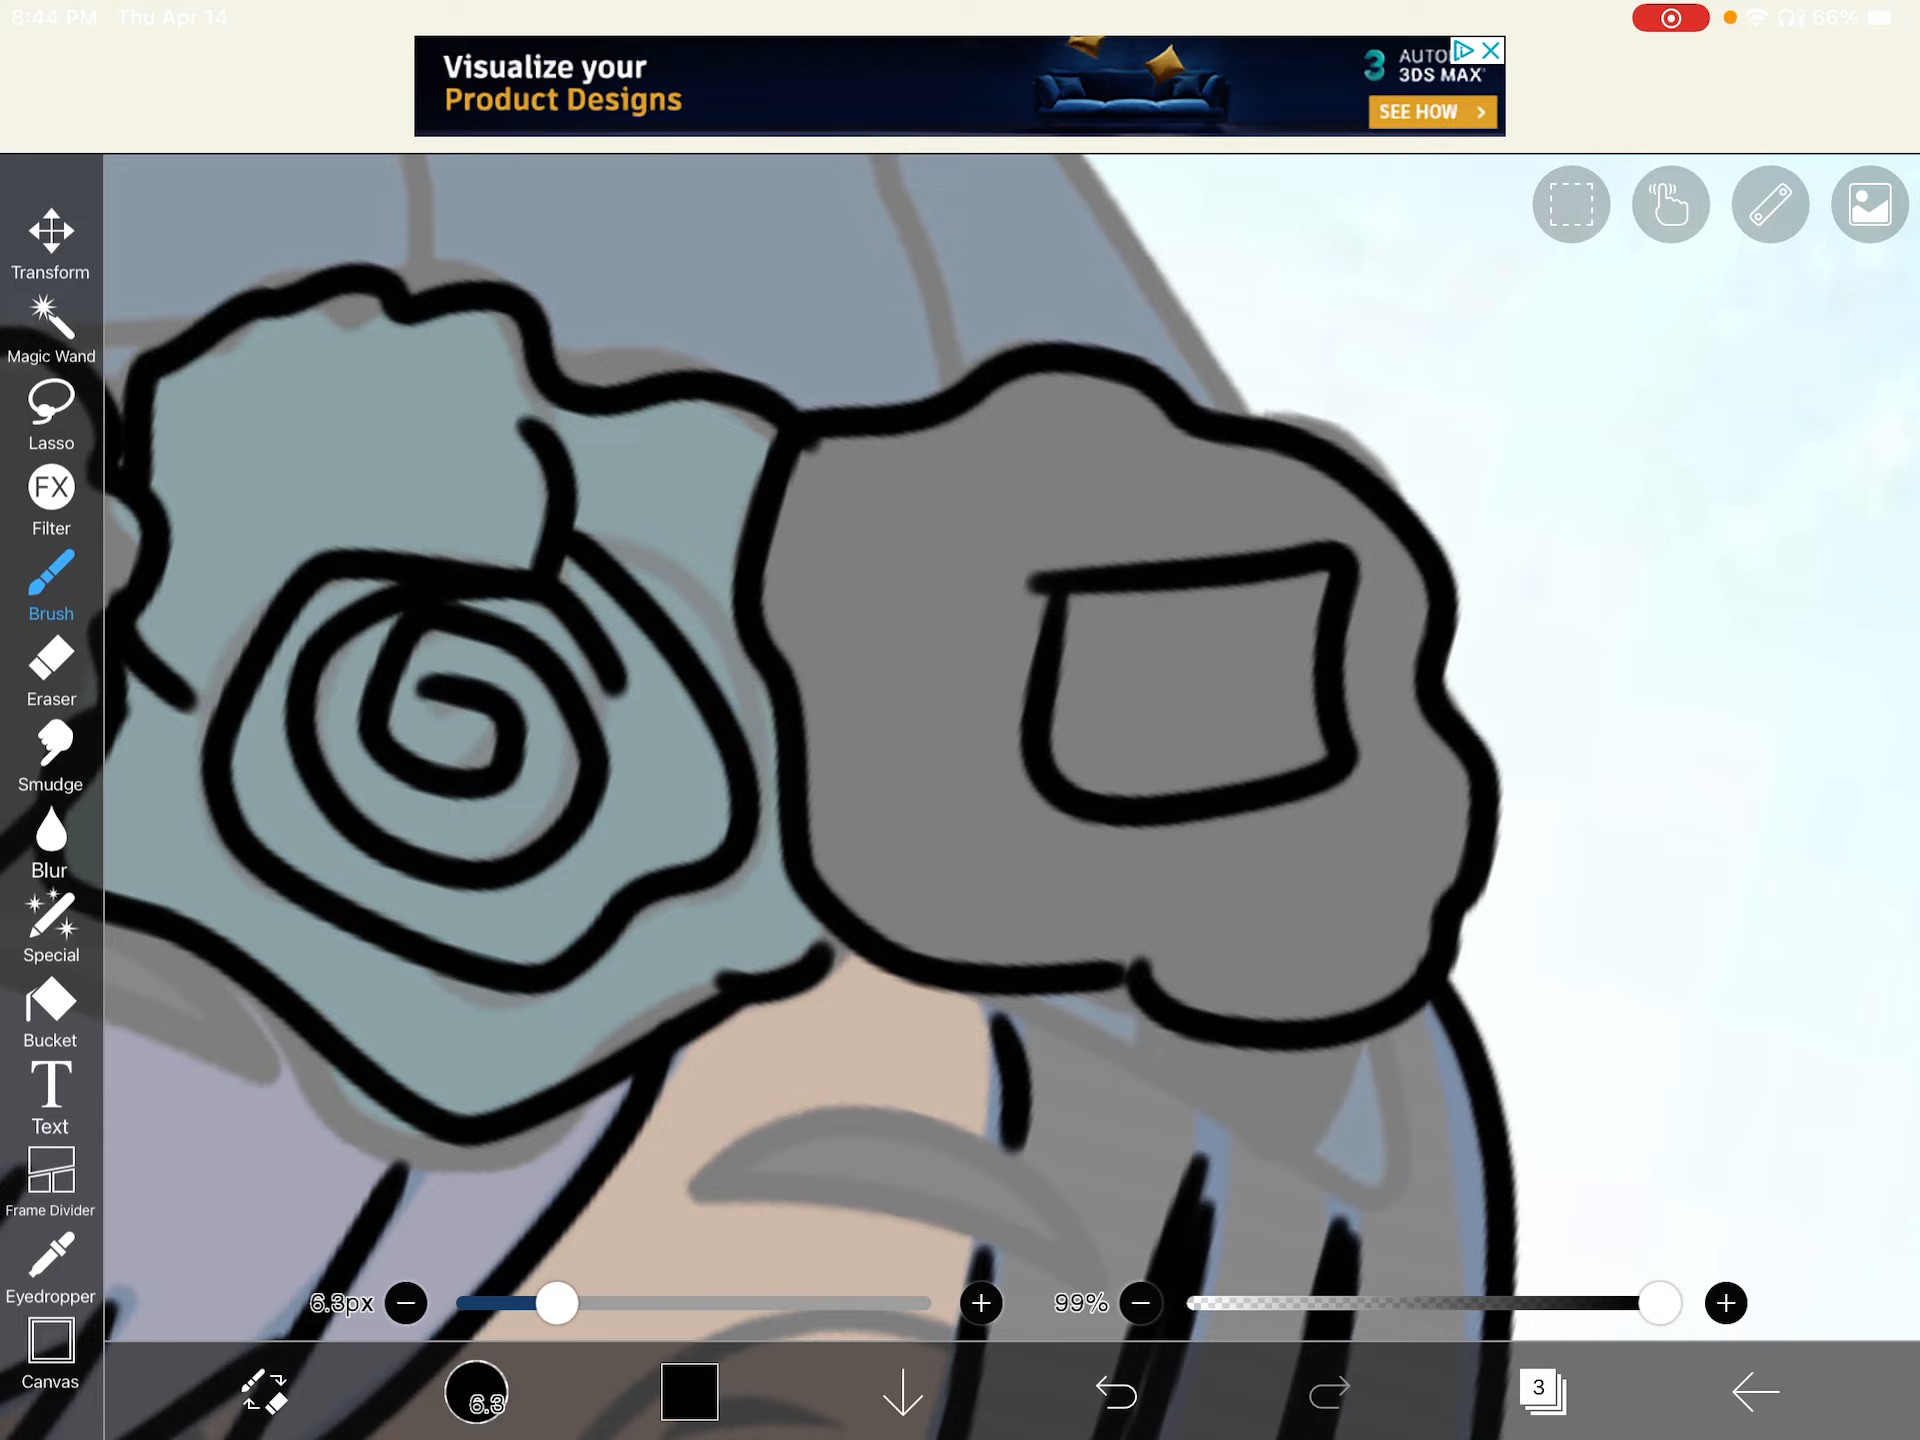 8:44 PM Thu Apr 14
66%
Visualize your
Product Designs
3
3DS MAX
SEE HOW >
Transform
Magic Wand
Lasso
FX
Filter
Brush
Eraser
Smudge
Blur
Special
Bucket
T
Text
Frame Divider
Eyedropper
Canvas
6.3px
99%
6.3
3